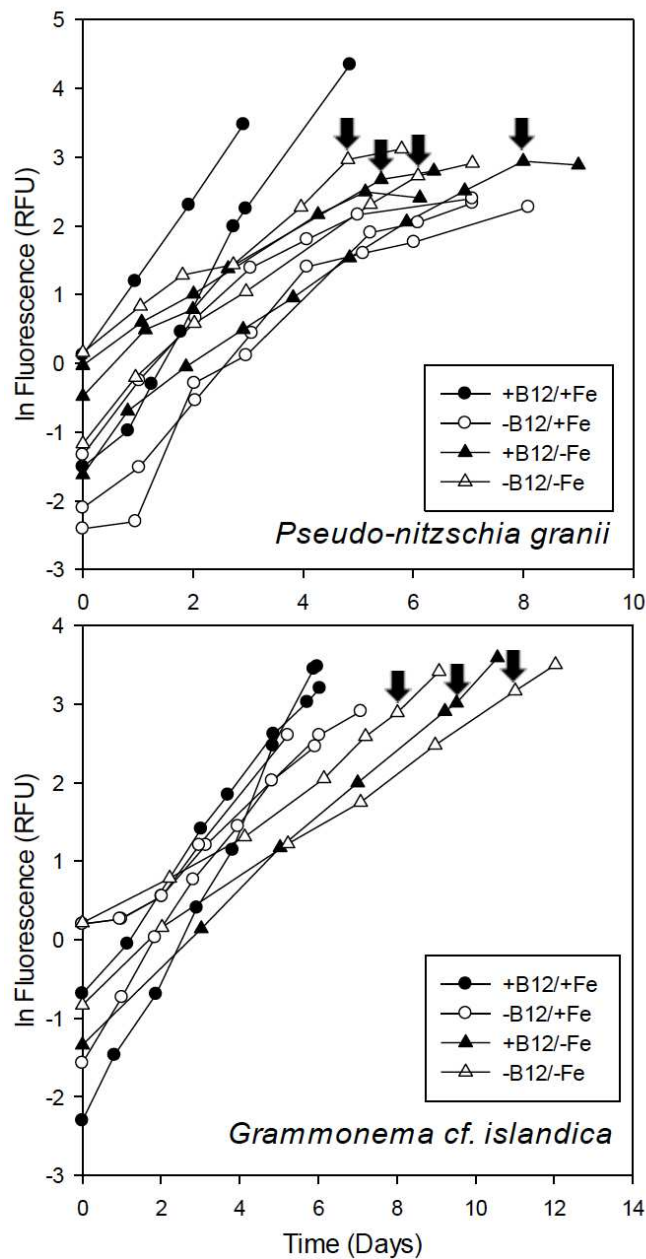 5
4
3
2
1
0
-1
-2
-3
ln Fluorescence (RFU)
+B12/+Fe
-B12/+Fe
+B12/-Fe
-B12/-Fe
Pseudo-nitzschia granii
0 2 4 6 8 10
4
3
2
1
0
-1
-2
-3
ln Fluorescence (RFU)
+B12/+Fe
-B12/+Fe
+B12/-Fe
-B12/-Fe
Grammonema cf. islandica
0 2 4 6 8 10 12 14
Time (Days)